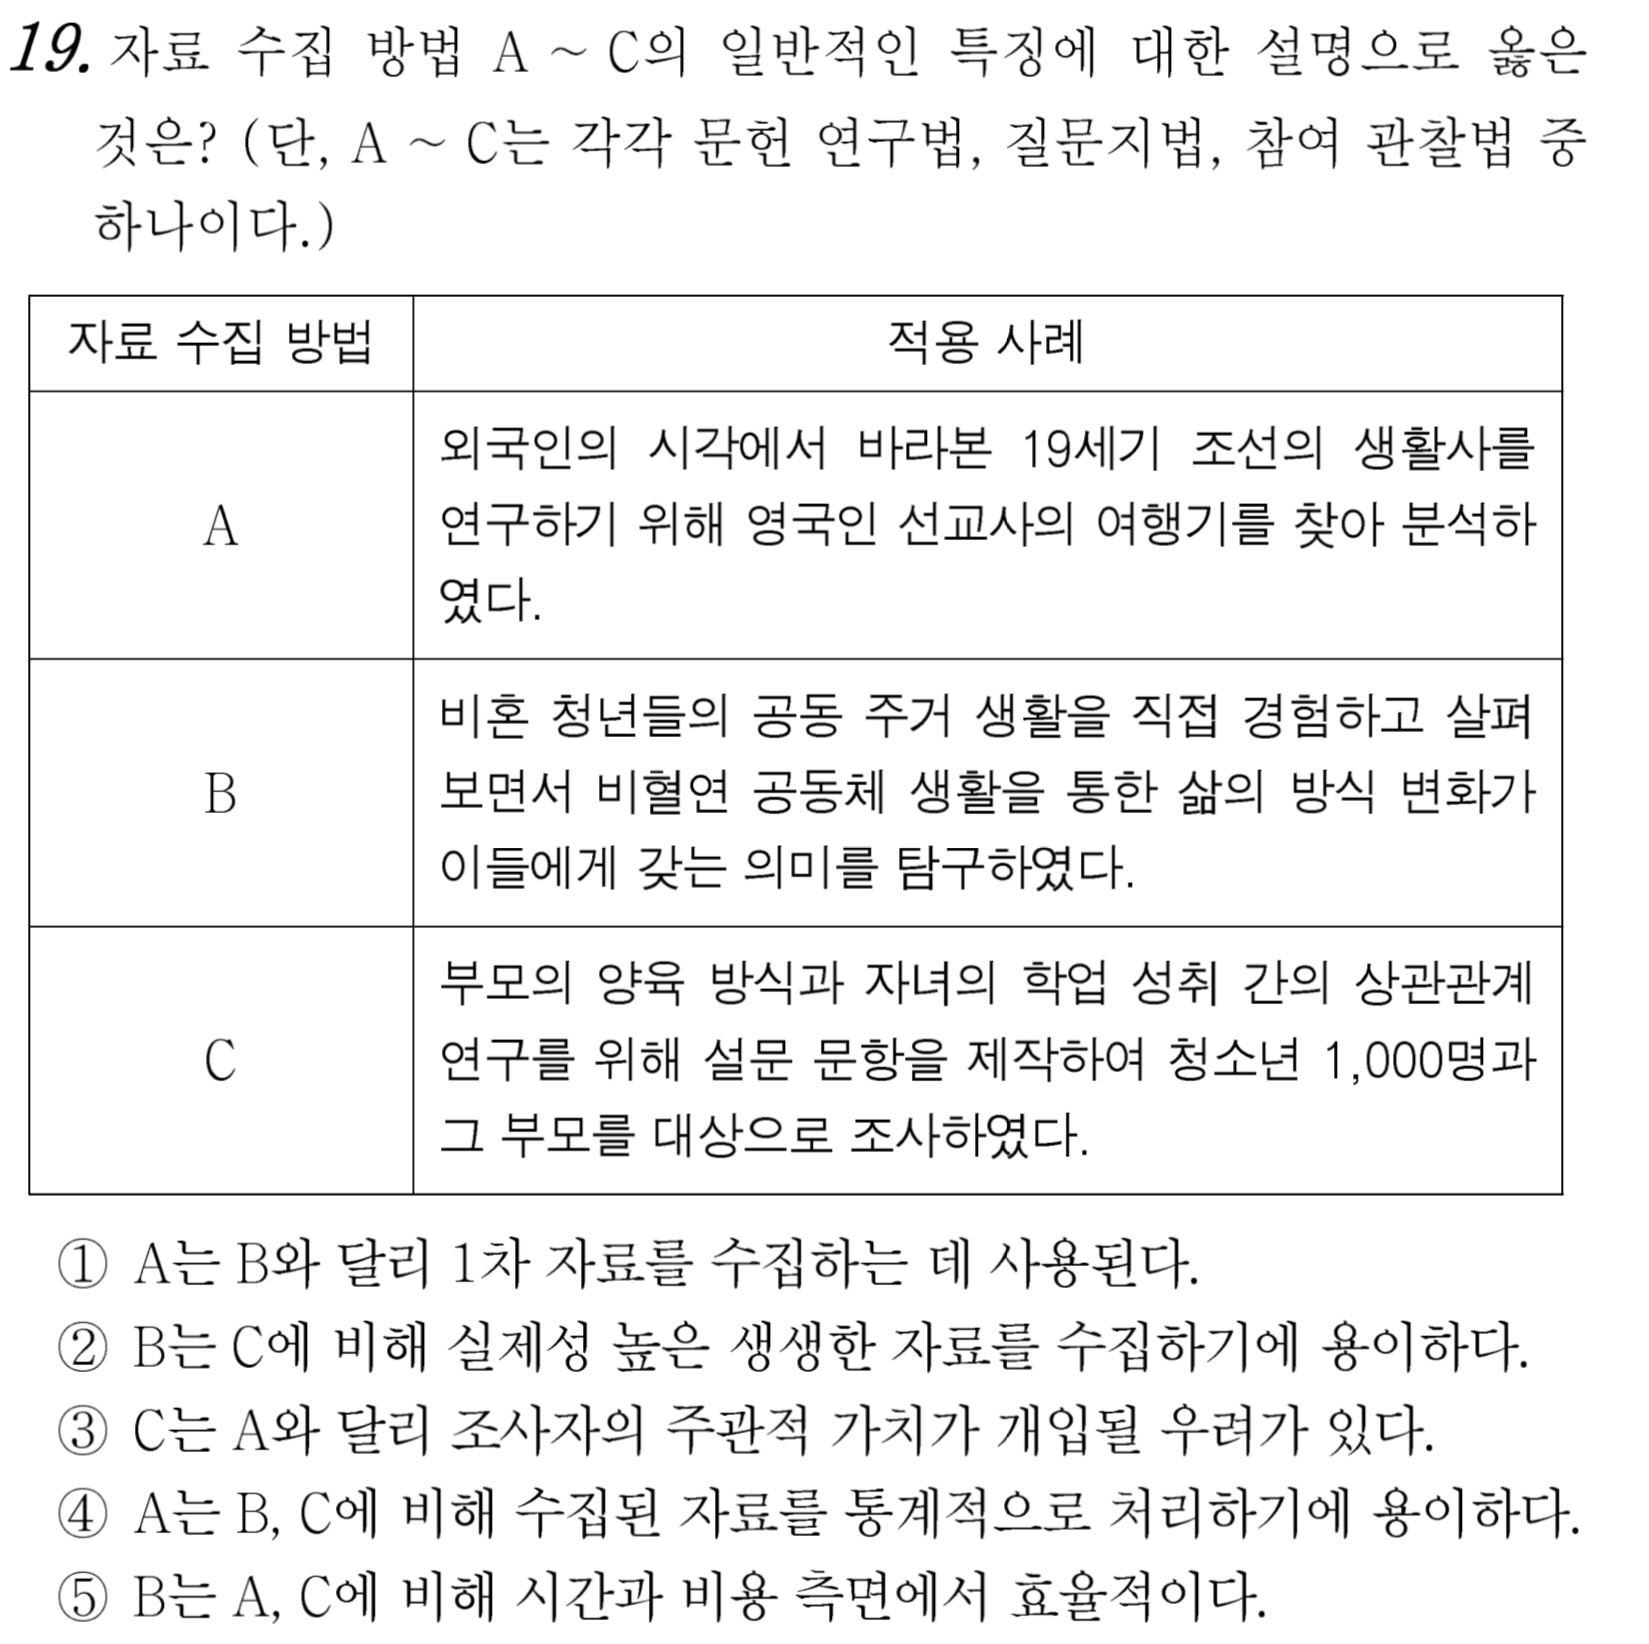 19. 자료 수집 방법 A ~ C의 일반적인 특징에 대한 설명으로 옳은
것은? (단, A ~ C는 각각 문헌 연구법, 질문지법, 참여 관찰법 중
하나이다.)
자료 수집 방법 적용 사례
A
외국인의 시각에서 바라본 19세기 조선의 생활사를
연구하기 위해 영국인 선교사의 여행기를 찾아 분석하
였다.
B
비혼 청년들의 공동 주거 생활을 직접 경험하고 살펴
보면서 비혈연 공동체 생활을 통한 삶의 방식 변화가
이들에게 갖는 의미를 탐구하였다.
C
부모의 양육 방식과 자녀의 학업 성취 간의 상관관계
연구를 위해 설문 문항을 제작하여 청소년 1,000명과
그 부모를 대상으로 조사하였다.
① A는 B와 달리 1차 자료를 수집하는 데 사용된다.
② B는 C에 비해 실제성 높은 생생한 자료를 수집하기에 용이하다.
③ C는 A와 달리 조사자의 주관적 가치가 개입될 우려가 있다.
④ A는 B, C에 비해 수집된 자료를 통계적으로 처리하기에 용이하다.
⑤ B는 A, C에 비해 시간과 비용 측면에서 효율적이다.